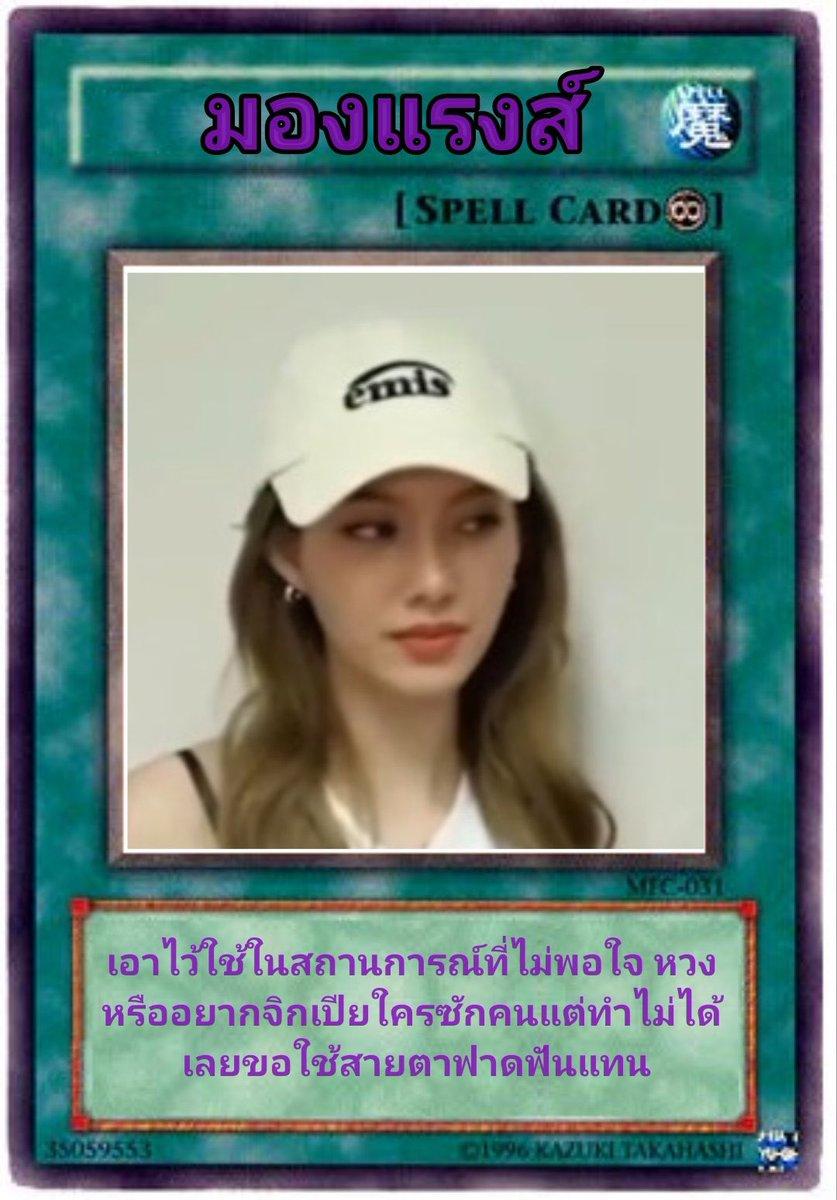 มองแรงส์
魔
[SPELL CARD♾]
emis
MFC-031
เอาไว้ใช้ในสถานการณ์ที่ไม่พอใจ หวง
หรืออยากจิกเปียใครซักคนแต่ทำไม่ได้
เลยขอใช้สายตาฟาดฟันแทน
35059553
©1996 KAZUKI TAKAHASHI